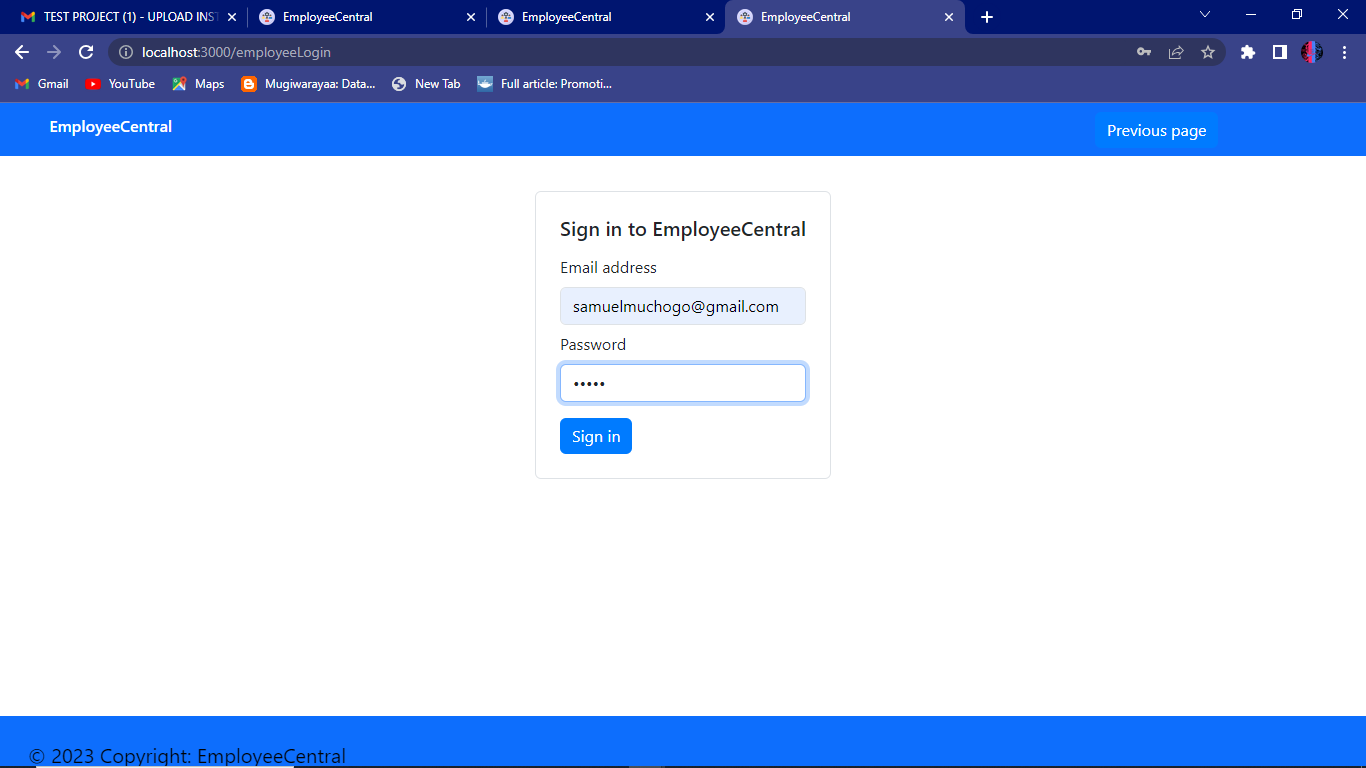 TEST PROJECT (1) - UPLOAD INST
EmployeeCentral
EmployeeCentral
EmployeeCentral
localhost:3000/employeeLogin
Gmail YouTube Maps Mugiwarayaa: Data... New Tab Full article: Promoti...
EmployeeCentral Previous page
Sign in to EmployeeCentral
Email address
samuelmuchogo@gmail.com
Password
•••••
Sign in
© 2023 Copyright: EmployeeCentral